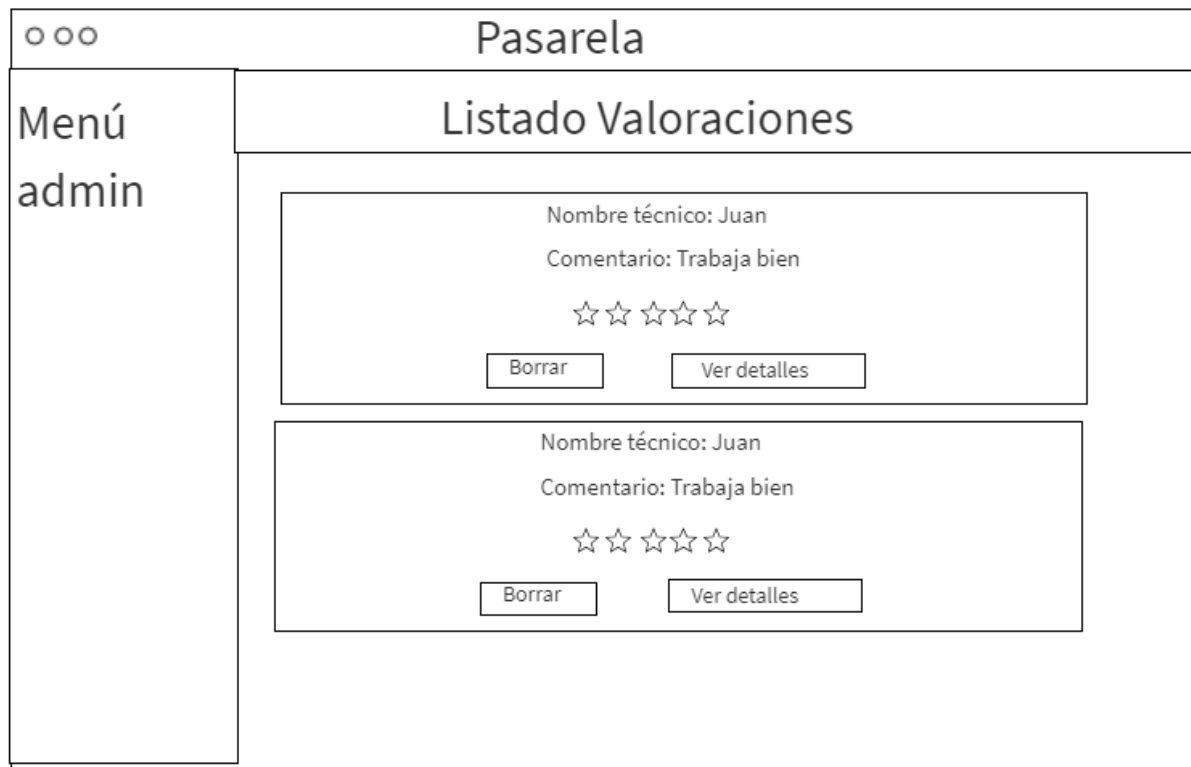 Pasarela
Menú
admin
Listado Valoraciones
Nombre técnico: Juan
Comentario: Trabaja bien
Borrar
Ver detalles
Nombre técnico: Juan
Comentario: Trabaja bien
Borrar
Ver detalles